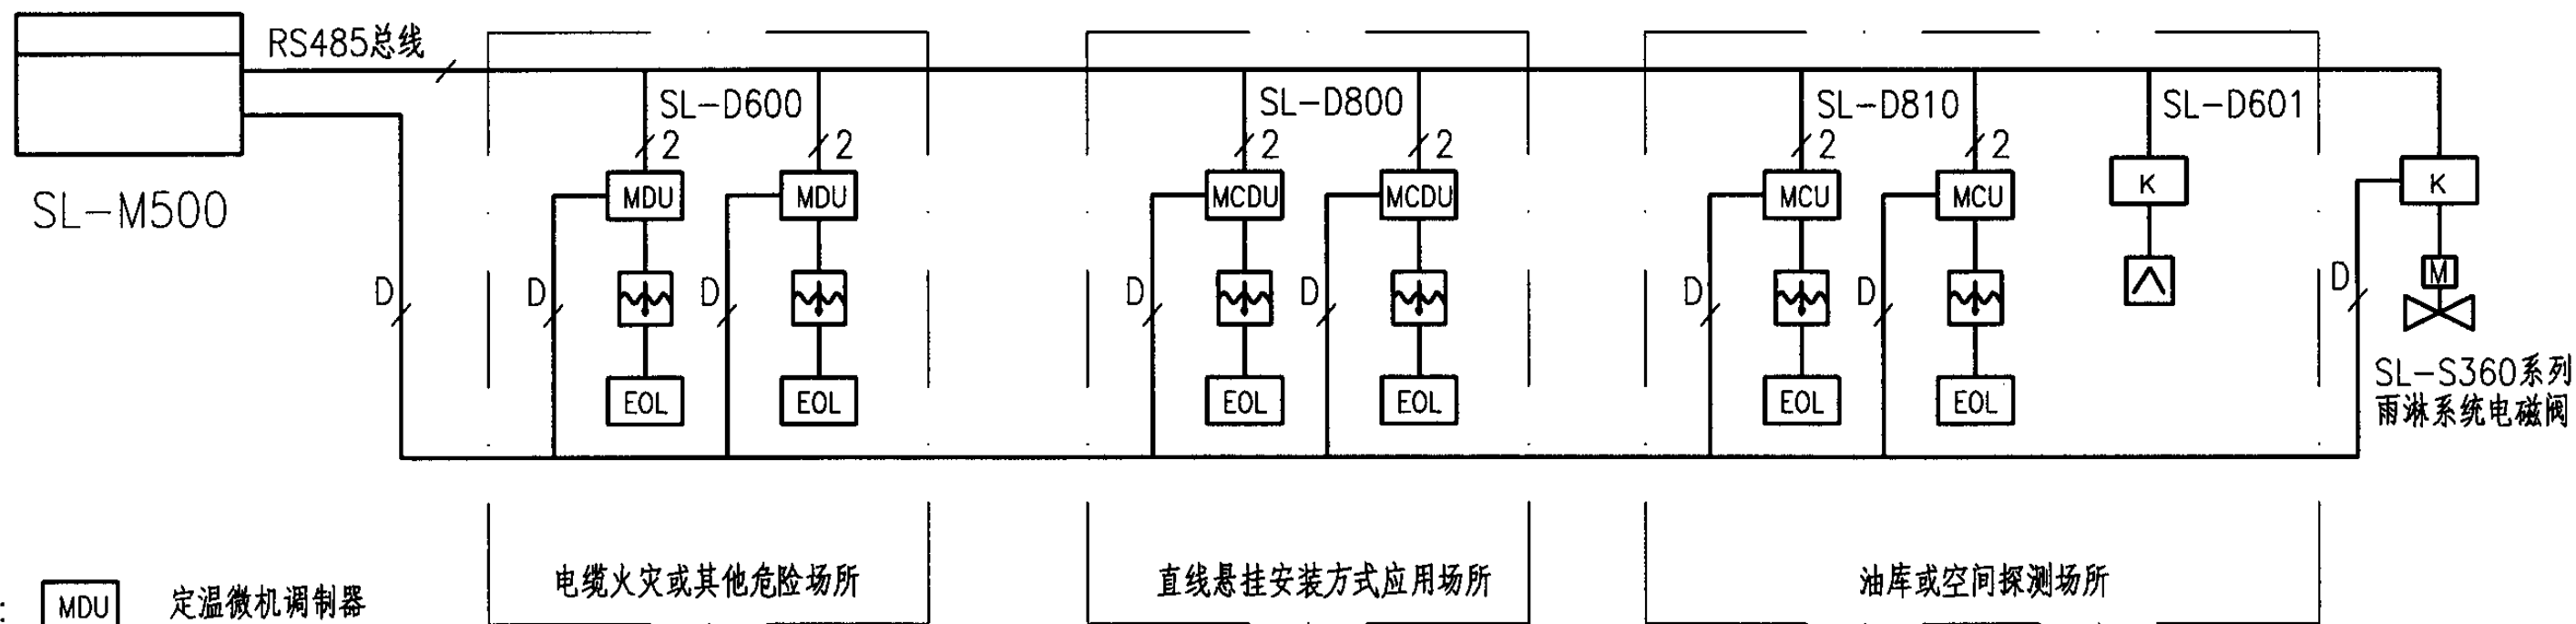 RS485总线
SL-M500
SL-D600
SL-D800
SL-D810
SL-D601
2
2
2
2
2
2
MDU
MDU
MCDU
MCDU
MCU
MCU
K
K
D
D
D
D
D
D
D
D
M
EOL
EOL
EOL
EOL
EOL
EOL
SL-S360系列
雨淋系统电磁阀
电缆火灾或其他危险场所
直线悬挂安装方式应用场所
油库或空间探测场所
: MDU 定温微机调制器